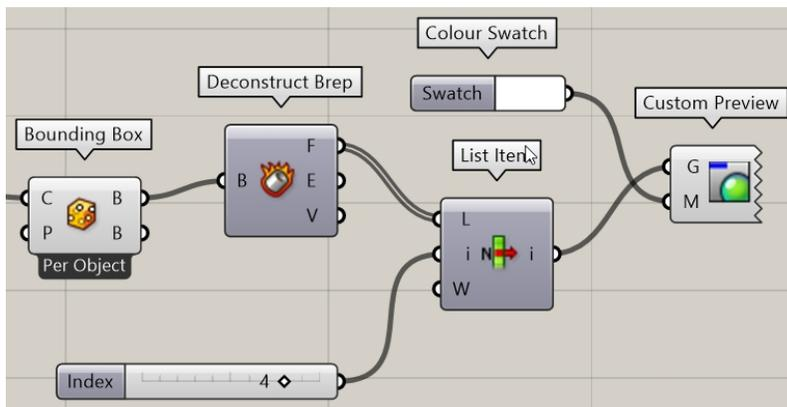 Colour Swatch
Swatch
Deconstruct Brep
Custom Preview
Bounding Box
List Item
F
B
E
V
G
M
C
B
P
B
Per Object
L
i
N
i
W
Index
4